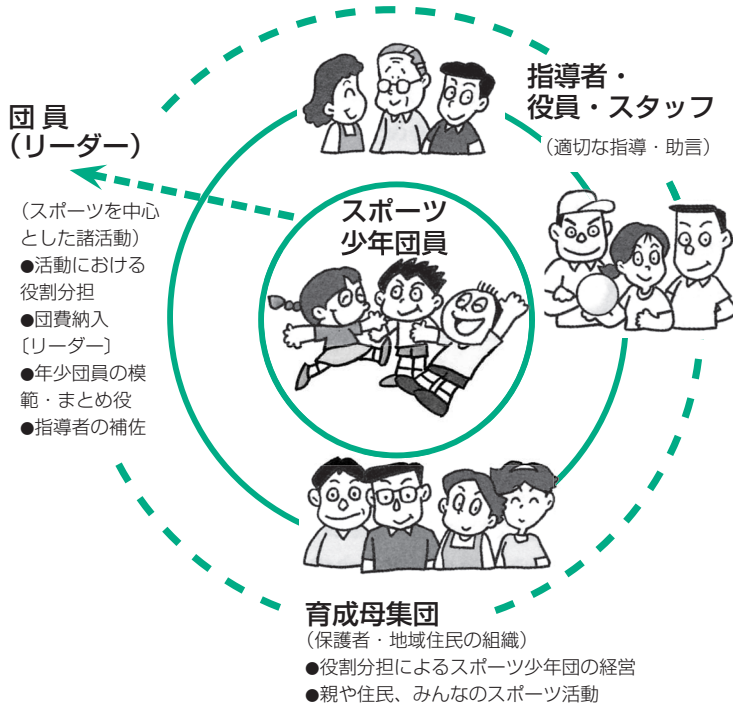 団 員
（リーダー）
（スポーツを中心
とした諸活動）
●活動における
役割分担
●団費納入
〔リーダー〕
●年少団員の模
範・まとめ役
●指導者の補佐
指導者・
役員・スタッフ
（適切な指導・助言）
スポーツ
少年団員
育成母集団
（保護者・地域住民の組織）
●役割分担によるスポーツ少年団の経営
●親や住民、みんなのスポーツ活動